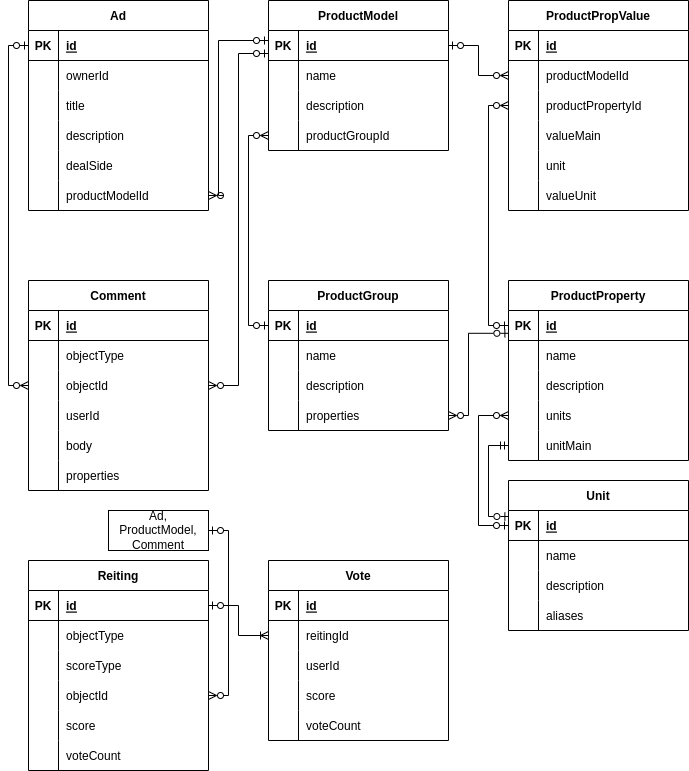 Ad
PK id
ownerId
title
description
dealSide
productModelId
ProductModel
PK id
name
description
productGroupId
ProductPropValue
PK id
productModelId
productPropertyId
valueMain
unit
valueUnit
Comment
PK id
objectType
objectId
userId
body
properties
ProductGroup
PK id
name
description
properties
ProductProperty
PK id
name
description
units
unitMain
Ad,
ProductModel,
Comment
Reiting
PK id
objectType
scoreType
objectId
score
voteCount
Vote
PK id
reitingId
userId
score
voteCount
Unit
PK id
name
description
aliases